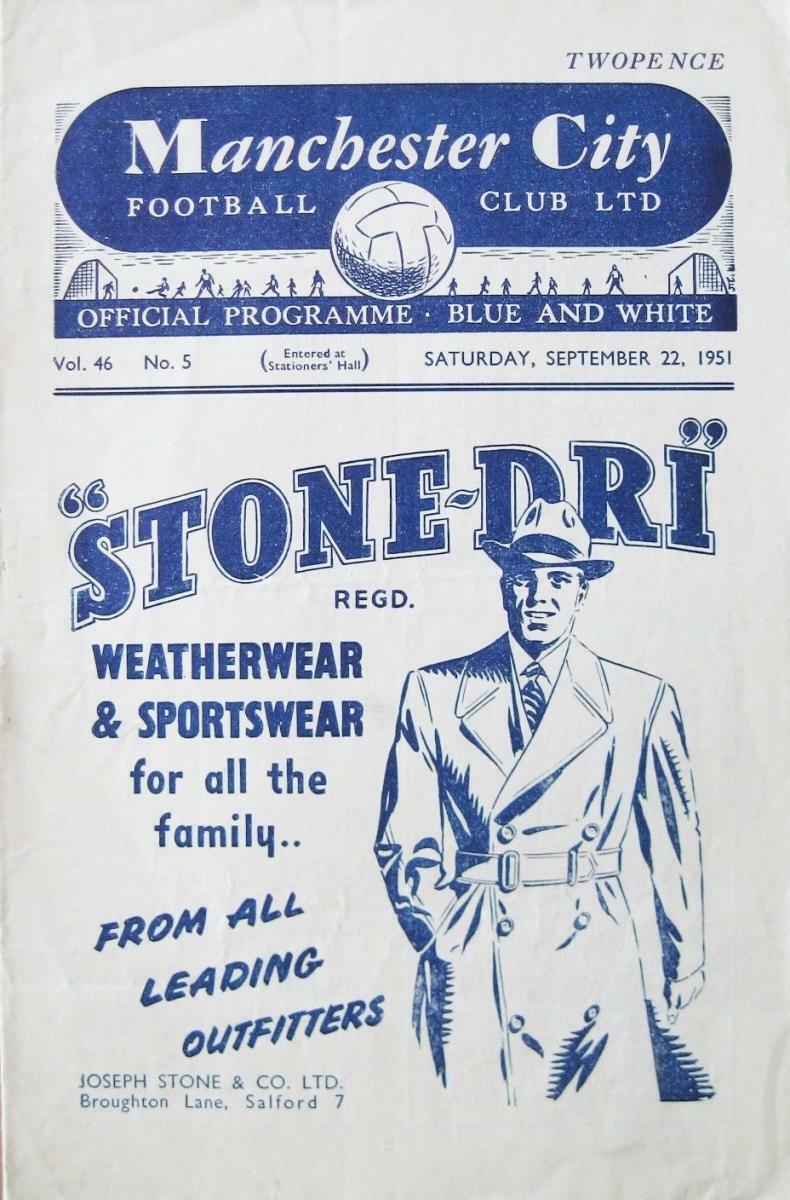 TWOPENCE
Manchester City
FOOTBALL CLUB LTD
OFFICIAL PROGRAMME · BLUE AND WHITE
Vol. 46 No. 5 (Entered at Stationers' Hall) SATURDAY, SEPTEMBER 22, 1951
"STONE-DRI"
REGD.
WEATHERWEAR
& SPORTSWEAR
for all the
family..
FROM ALL
LEADING
OUTFITTERS
JOSEPH STONE & CO. LTD.
Broughton Lane, Salford 7